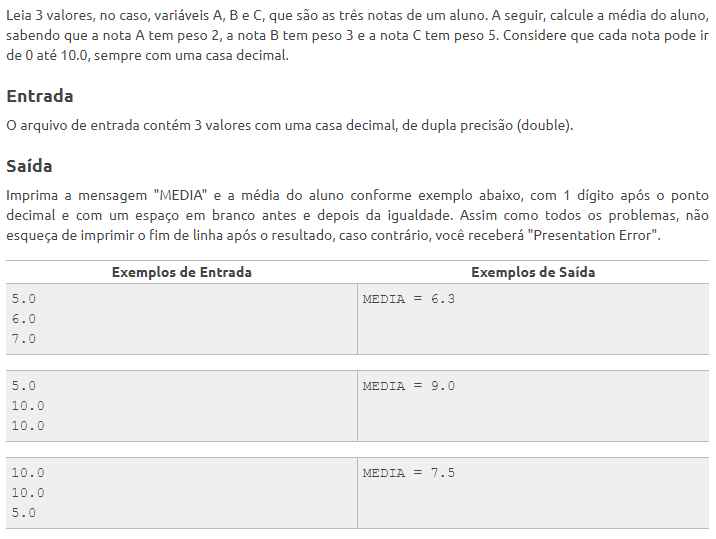 Leia 3 valores, no caso, variáveis A, B e C, que são as três notas de um aluno. A seguir, calcule a média do aluno,
sabendo que a nota A tem peso 2, a nota B tem peso 3 e a nota C tem peso 5. Considere que cada nota pode ir
de 0 até 10.0, sempre com uma casa decimal.
Entrada
O arquivo de entrada contém 3 valores com uma casa decimal, de dupla precisão (double).
Saída
Imprima a mensagem "MEDIA" e a média do aluno conforme exemplo abaixo, com 1 dígito após o ponto
decimal e com um espaço em branco antes e depois da igualdade. Assim como todos os problemas, não
esqueça de imprimir o fim de linha após o resultado, caso contrário, você receberá "Presentation Error".
Exemplos de Entrada Exemplos de Saída
5.0 MEDIA = 6.3
6.0
7.0
5.0 MEDIA = 9.0
10.0
10.0
10.0 MEDIA = 7.5
10.0
5.0